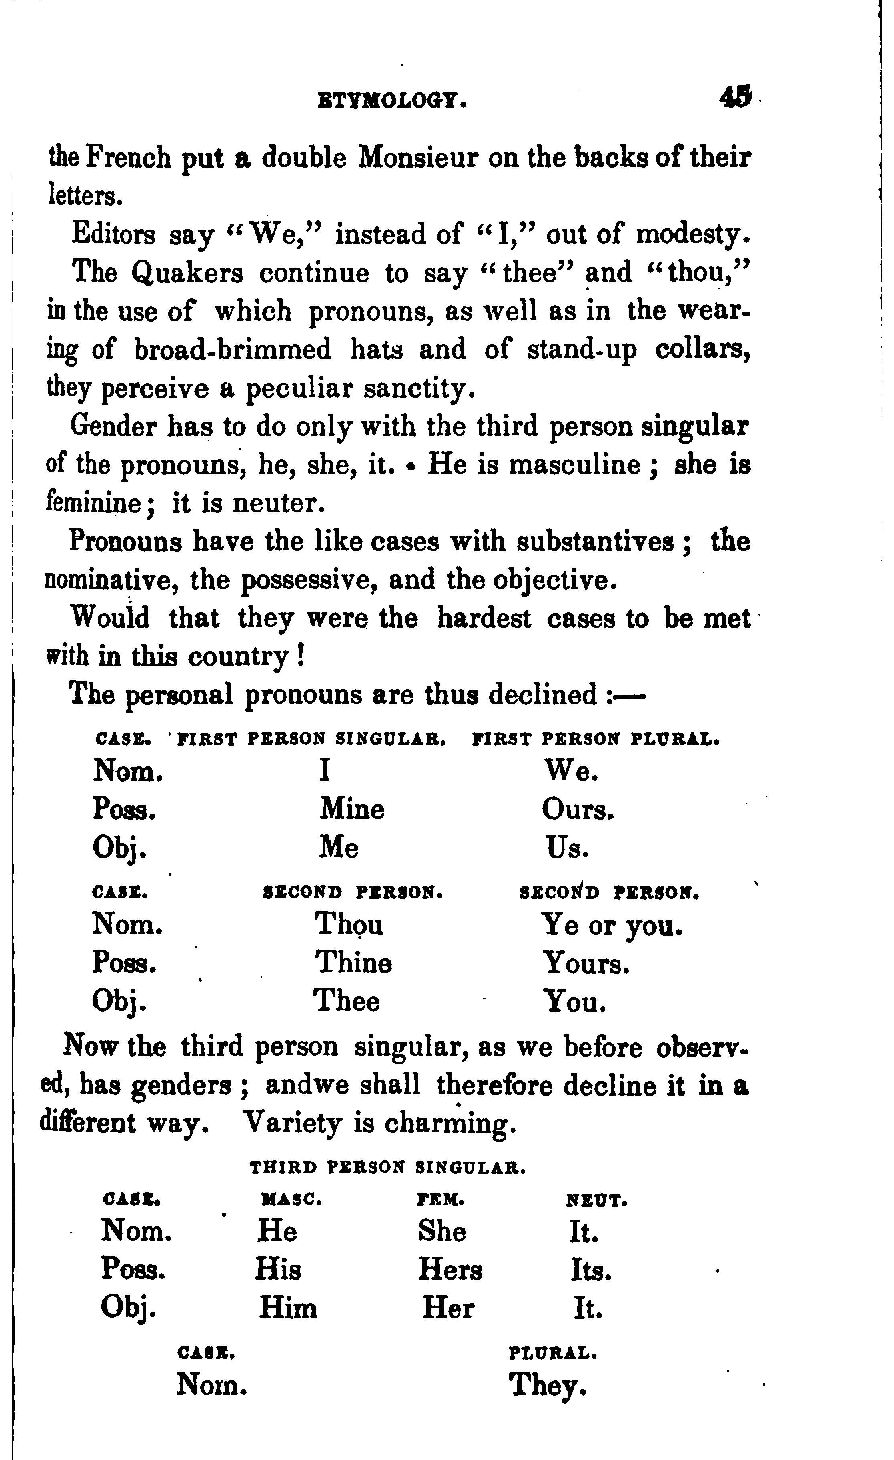 ETYMOLOGY. 45
the French put a double Monsieur on the backs of their
letters.
Editors say “We,” instead of “I,” out of modesty.
The Quakers continue to say “thee” and “thou,”
in the use of which pronouns, as well as in the wear-
ing of broad-brimmed hats and of stand-up collars,
they perceive a peculiar sanctity.
Gender has to do only with the third person singular
of the pronouns, he, she, it. • He is masculine; she is
feminine; it is neuter.
Pronouns have the like cases with substantives; the
nominative, the possessive, and the objective.
Would that they were the hardest cases to be met
with in this country!
The personal pronouns are thus declined:—
CASE. FIRST PERSON SINGULAR. FIRST PERSON PLURAL.
Nom. I We.
Poss. Mine Ours.
Obj. Me Us.
CASE. SECOND PERSON. SECOND PERSON.
Nom. Thou Ye or you.
Poss. Thine Yours.
Obj. Thee You.
Now the third person singular, as we before observ-
ed, has genders; andwe shall therefore decline it in a
different way. Variety is charming.
THIRD PERSON SINGULAR.
CASE. MASC. FEM. NEUT.
Nom. He She It.
Poss. His Hers Its.
Obj. Him Her It.
CASE. PLURAL.
Nom. They.